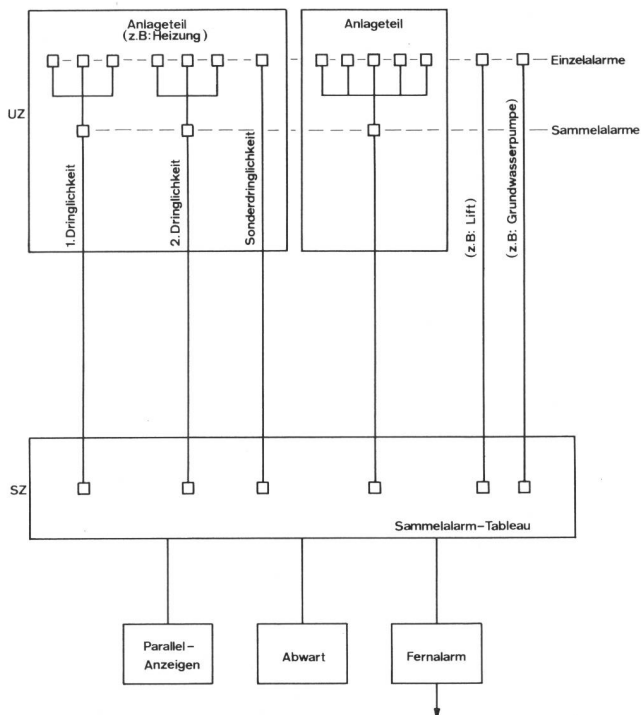 Anlageteil
(z.B: Heizung)
Anlageteil
Einzelalarme
UZ
Sammelalarme
1.Dringlichkeit
2.Dringlichkeit
Sonderdringlichkeit
(z.B: Lift)
(z.B: Grundwasserpumpe)
SZ
Sammelalarm-Tableau
Parallel-
Anzeigen
Abwart
Fernalarm